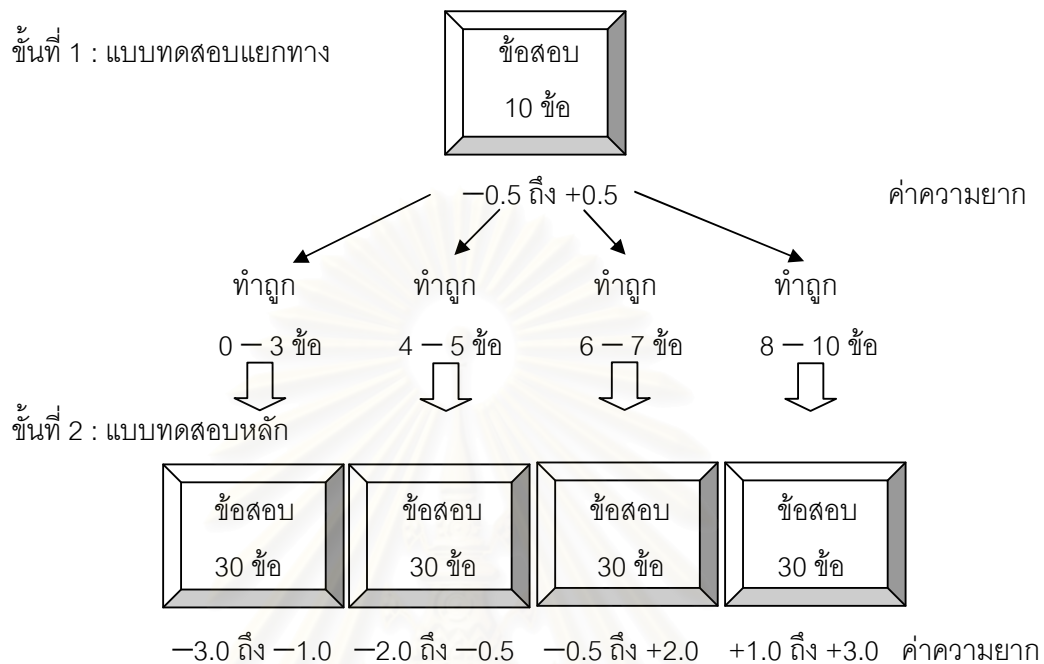 ขั้นที่ 1 : แบบทดสอบแยกทาง
ข้อสอบ
10 ข้อ
−0.5 ถึง +0.5 ค่าความยาก
ทำถูก ทำถูก ทำถูก ทำถูก
0 − 3 ข้อ 4 − 5 ข้อ 6 − 7 ข้อ 8 − 10 ข้อ
ขั้นที่ 2 : แบบทดสอบหลัก
ข้อสอบ ข้อสอบ ข้อสอบ ข้อสอบ
30 ข้อ 30 ข้อ 30 ข้อ 30 ข้อ
−3.0 ถึง −1.0 −2.0 ถึง −0.5 −0.5 ถึง +2.0 +1.0 ถึง +3.0 ค่าความยาก